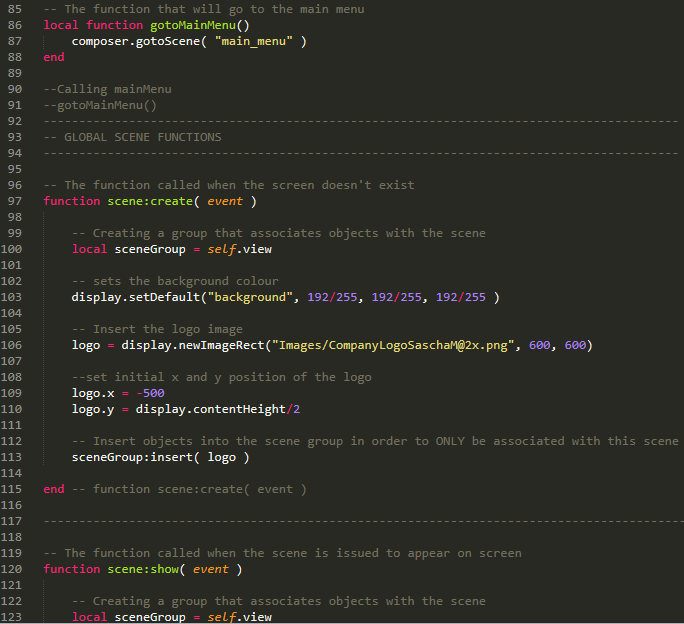 85 -- The function that will go to the main menu
86 local function gotoMainMenu()
87     composer.gotoScene( "main_menu" )
88 end
89
90 --Calling mainMenu
91 --gotoMainMenu()
92 -----------------------------------------------------------------------------------------
93 -- GLOBAL SCENE FUNCTIONS
94 -----------------------------------------------------------------------------------------
95
96 -- The function called when the screen doesn't exist
97 function scene:create( event )
98
99     -- Creating a group that associates objects with the scene
100     local sceneGroup = self.view
101
102     -- sets the background colour
103     display.setDefault("background", 192/255, 192/255, 192/255 )
104
105     -- Insert the logo image
106     logo = display.newImageRect("Images/CompanyLogoSaschaM@2x.png", 600, 600)
107
108     --set initial x and y position of the logo
109     logo.x = -500
110     logo.y = display.contentHeight/2
111
112     -- Insert objects into the scene group in order to ONLY be associated with this scene
113     sceneGroup:insert( logo )
114
115 end -- function scene:create( event )
116
117 -----------------------------------------------------------------------------------------
118
119 -- The function called when the scene is issued to appear on screen
120 function scene:show( event )
121
122     -- Creating a group that associates objects with the scene
123     local sceneGroup = self.view